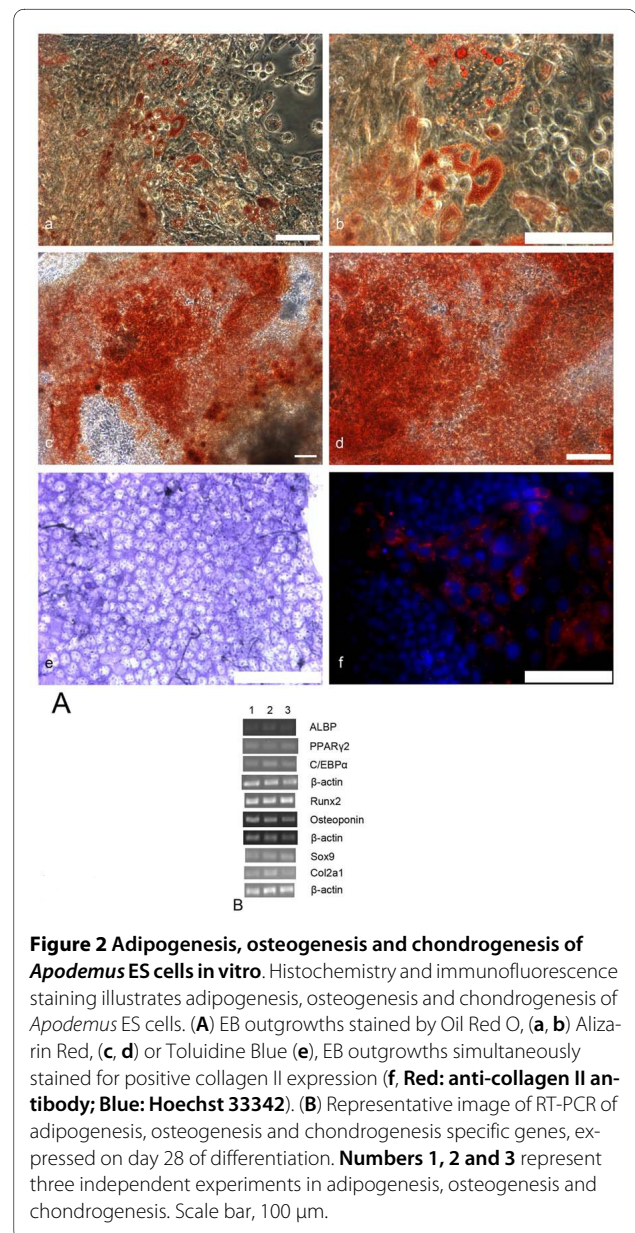 a
b
c
d
e
f
A
1 2 3
ALBP
PPARγ2
C/EBPα
β-actin
Runx2
Osteoponin
β-actin
Sox9
Col2a1
β-actin
B
Figure 2 Adipogenesis, osteogenesis and chondrogenesis of
Apodemus ES cells in vitro. Histochemistry and immunofluorescence
staining illustrates adipogenesis, osteogenesis and chondrogenesis of
Apodemus ES cells. (A) EB outgrowths stained by Oil Red O, (a, b) Aliza-
rin Red, (c, d) or Toluidine Blue (e), EB outgrowths simultaneously
stained for positive collagen II expression (f, Red: anti-collagen II an-
tibody; Blue: Hoechst 33342). (B) Representative image of RT-PCR of
adipogenesis, osteogenesis and chondrogenesis specific genes, ex-
pressed on day 28 of differentiation. Numbers 1, 2 and 3 represent
three independent experiments in adipogenesis, osteogenesis and
chondrogenesis. Scale bar, 100 μm.